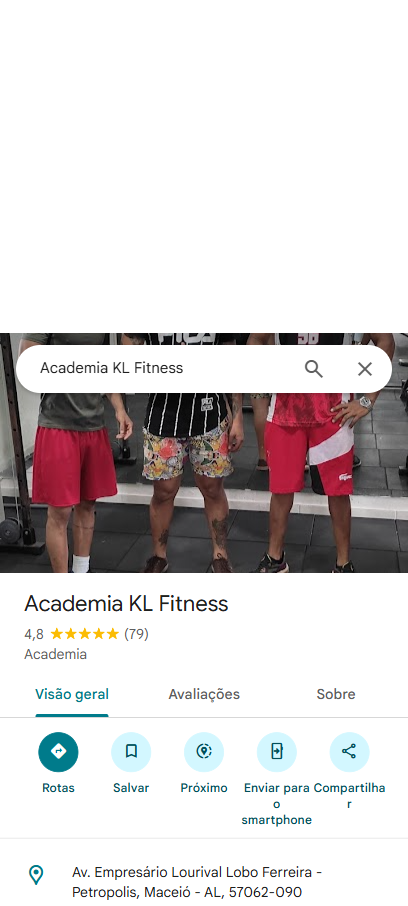 Academia KL Fitness
Academia KL Fitness
4,8 (79)
Academia
Visão geral
Avaliações
Sobre
Rotas
Salvar
Próximo
Enviar para
o
smartphone
Compartilha
r
Av. Empresário Lourival Lobo Ferreira -
Petropolis, Maceió - AL, 57062-090